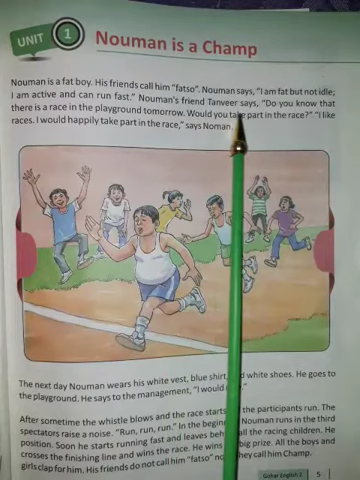 UNIT 1
Nouman is a Champ
Nouman is a fat boy. His friends call him "fatso". Nouman says, "I am fat but not idle;
I am active and can run fast." Nouman's friend Tanveer says, "Do you know that
there is a race in the playground tomorrow. Would you take part in the race?" "I like
races. I would happily take part in the race," says Noman.
The next day Nouman wears his white vest, blue shirt, d white shoes. He goes to
the playground. He says to the management, "I would
After sometime the whistle blows and the race starts the participants run. The
spectators raise a noise. "Run, run, run." In the beginn Nouman runs in the third
position. Soon he starts running fast and leaves beh all the racing children. He
crosses the finishing line and wins the race. He wins big prize. All the boys and
girls clap for him. His friends do not call him "fatso" no they call him Champ.
Gohar English 2 5